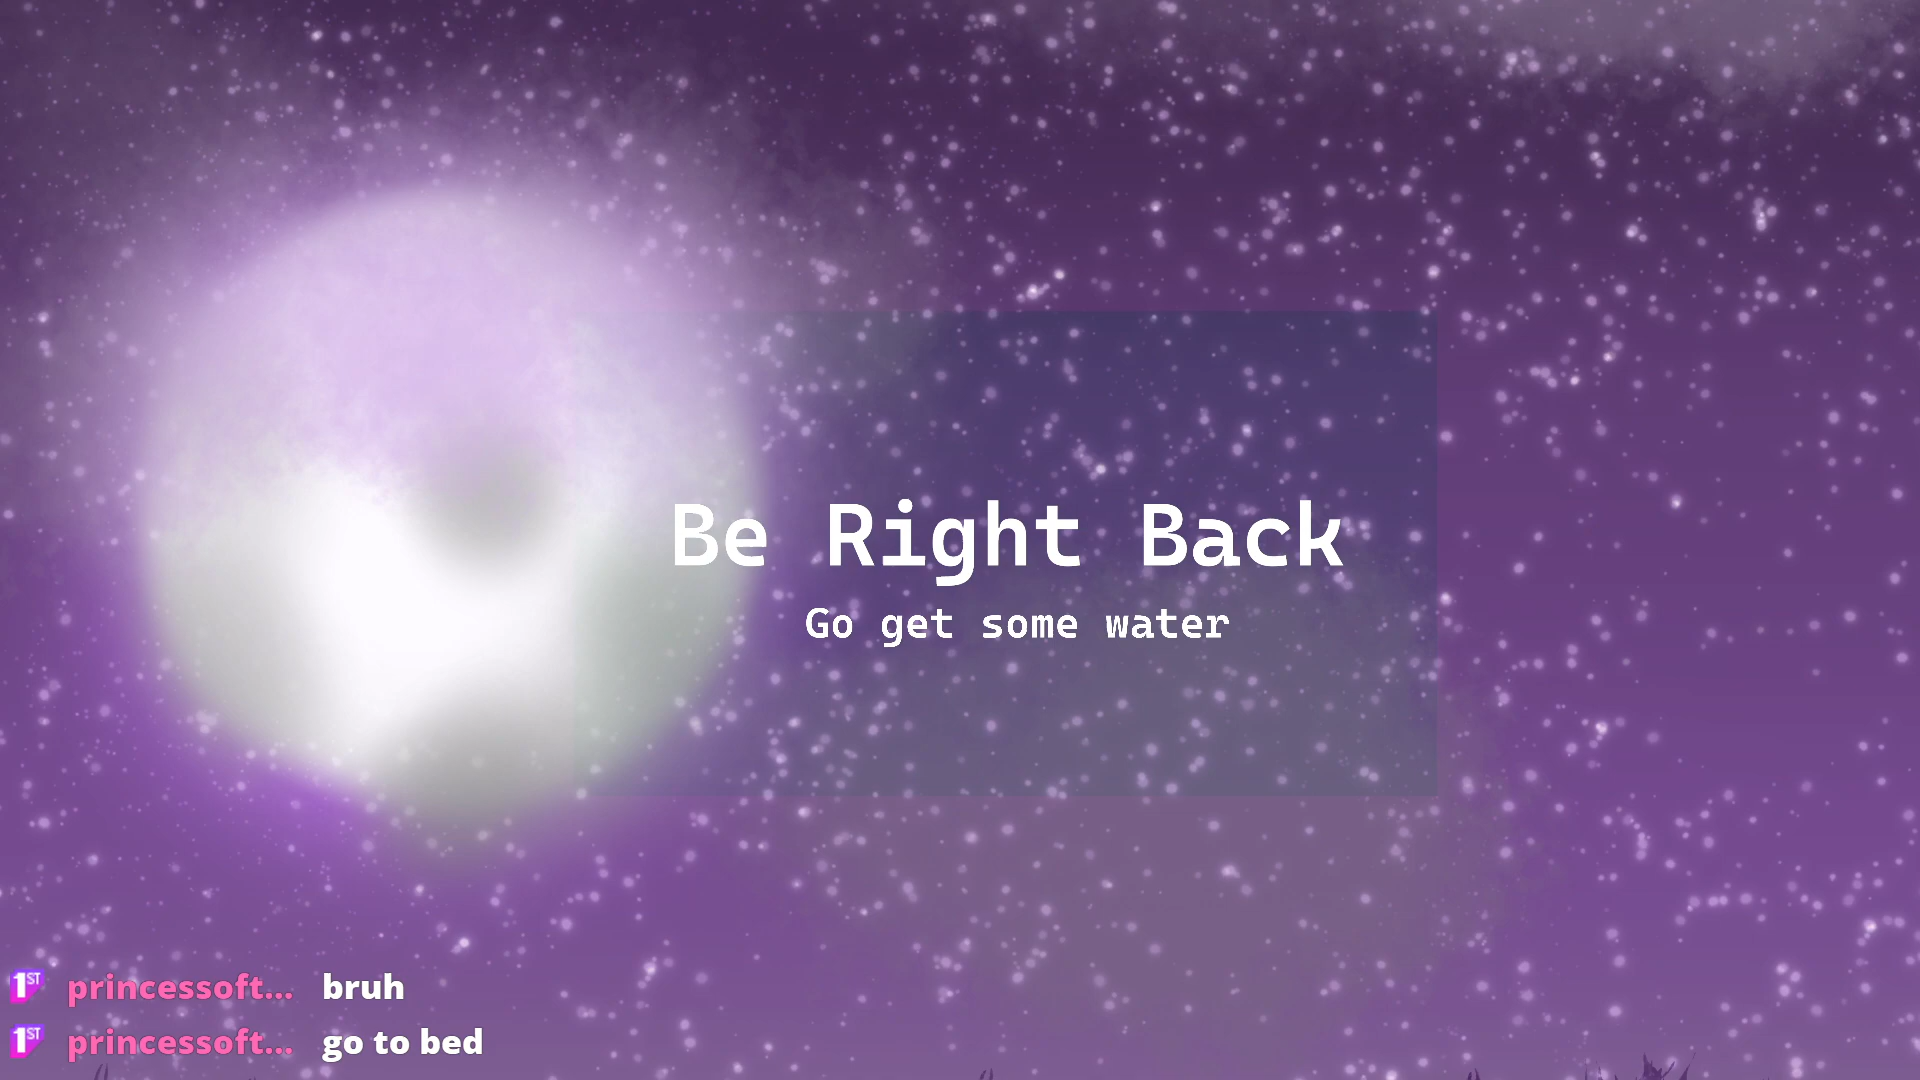 Be Right Back
Go get some water
1ST princessoft... bruh
1ST princessoft... go to bed